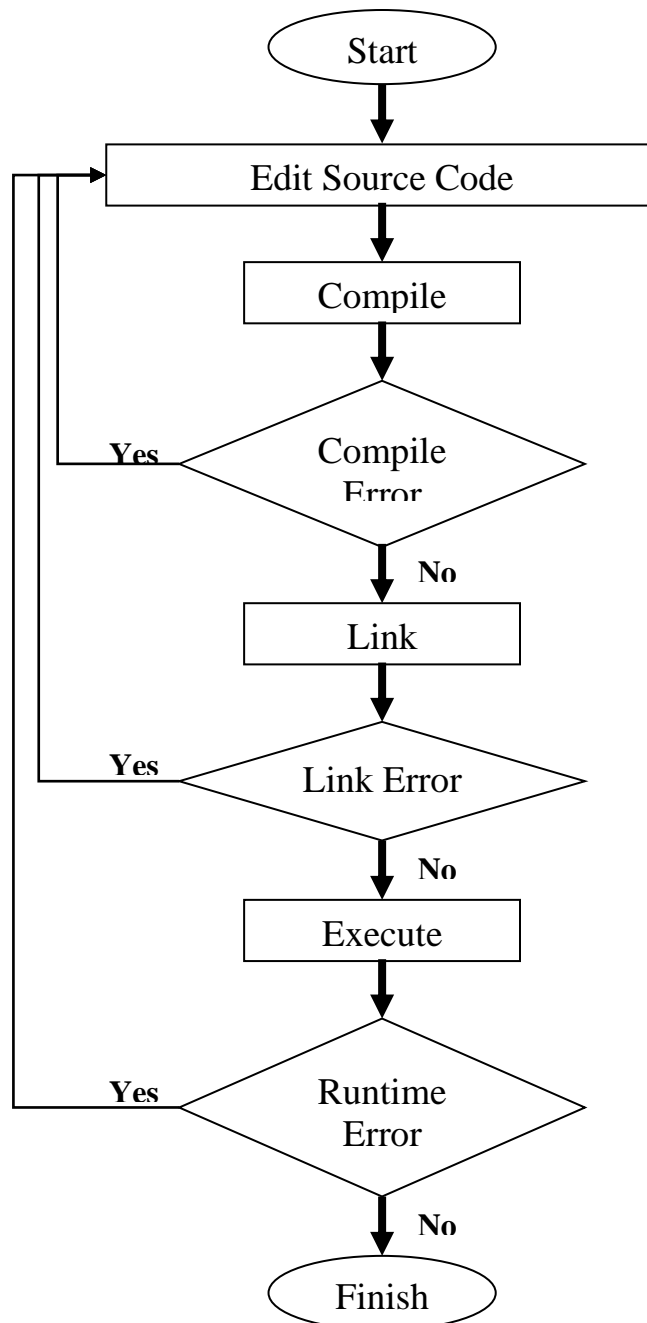 Start
Edit Source Code
Compile
Compile
Yes
Error
No
Link
Link Error
Yes
No
Execute
Runtime
Yes
Error
No
Finish